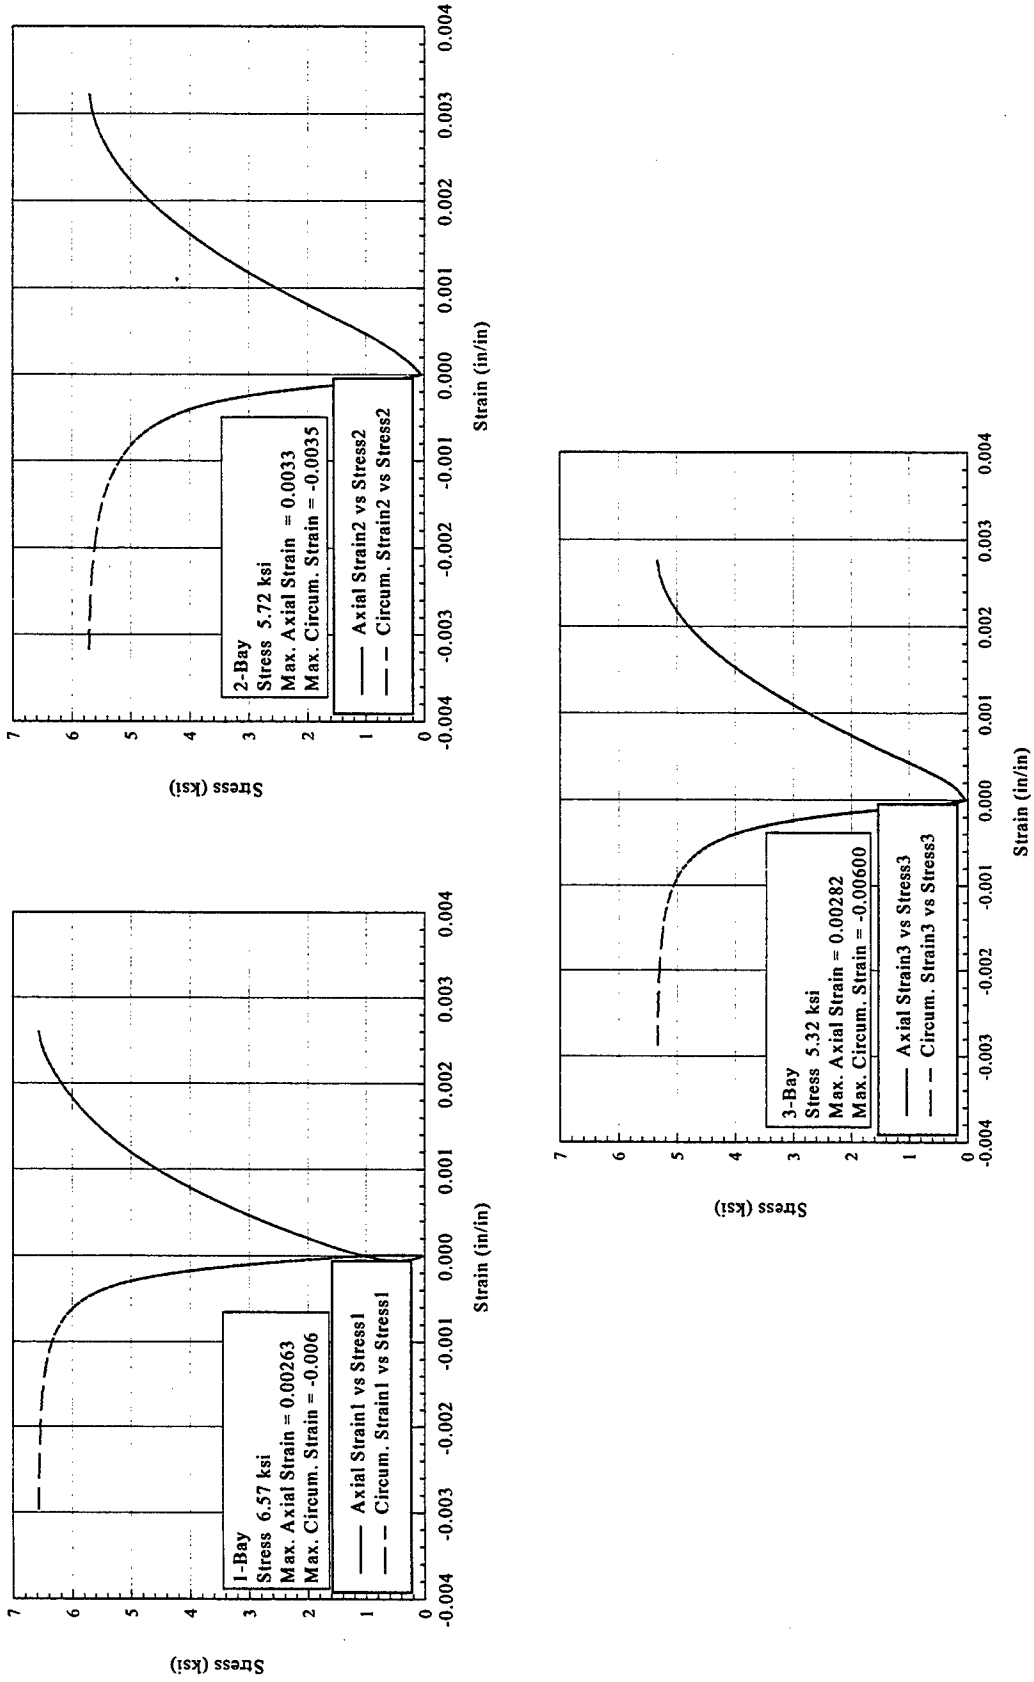 7
6
5
4
3
2
1
0
Stress (ksi)
1-Bay
Stress 6.57 ksi
Max. Axial Strain = 0.00263
Max. Circum. Strain = -0.006
Axial Strain1 vs Stress1
Circum. Strain1 vs Stress1
-0.004 -0.003 -0.002 -0.001 0.000 0.001 0.002 0.003 0.004
Strain (in/in)
7
6
5
4
3
2
1
0
Stress (ksi)
2-Bay
Stress 5.72 ksi
Max. Axial Strain = 0.0033
Max. Circum. Strain = -0.0035
Axial Strain2 vs Stress2
Circum. Strain2 vs Stress2
-0.004 -0.003 -0.002 -0.001 0.000 0.001 0.002 0.003 0.004
Strain (in/in)
7
6
5
4
3
2
1
0
Stress (ksi)
3-Bay
Stress 5.32 ksi
Max. Axial Strain = 0.00282
Max. Circum. Strain = -0.00600
Axial Strain3 vs Stress3
Circum. Strain3 vs Stress3
-0.004 -0.003 -0.002 -0.001 0.000 0.001 0.002 0.003 0.004
Strain (in/in)